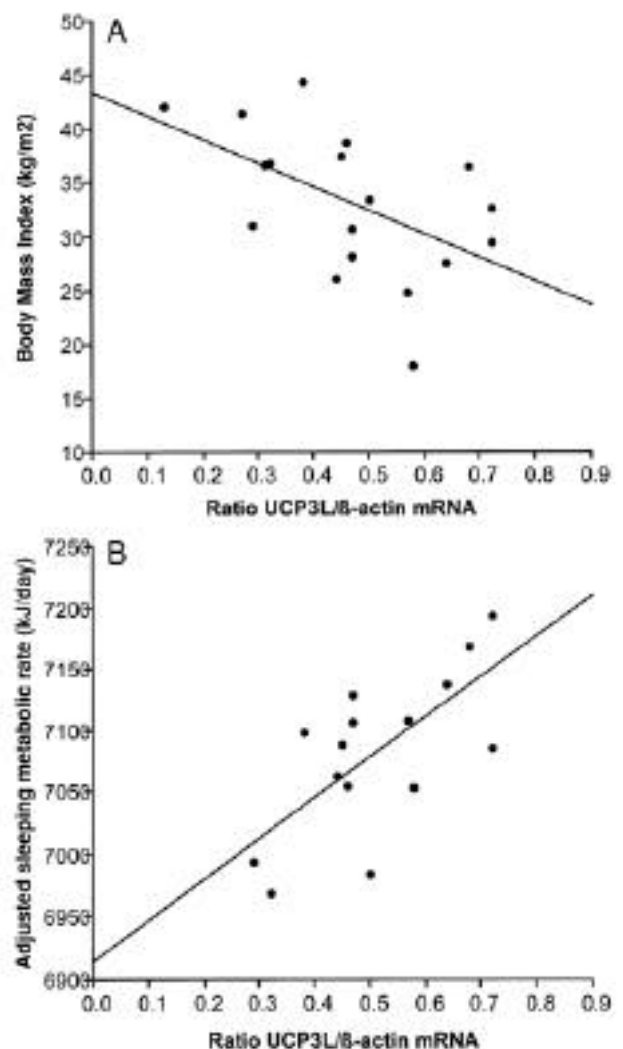 A
50
45
40
35
30
25
20
15
10
Body Mass Index (kg/m2)
0.0 0.1 0.2 0.3 0.4 0.5 0.6 0.7 0.8 0.9
Ratio UCP3L/ß-actin mRNA
B
7250
7200
7150
7100
7050
7000
6950
6900
Adjusted sleeping metabolic rate (kJ/day)
0.0 0.1 0.2 0.3 0.4 0.5 0.6 0.7 0.8 0.9
Ratio UCP3L/ß-actin mRNA